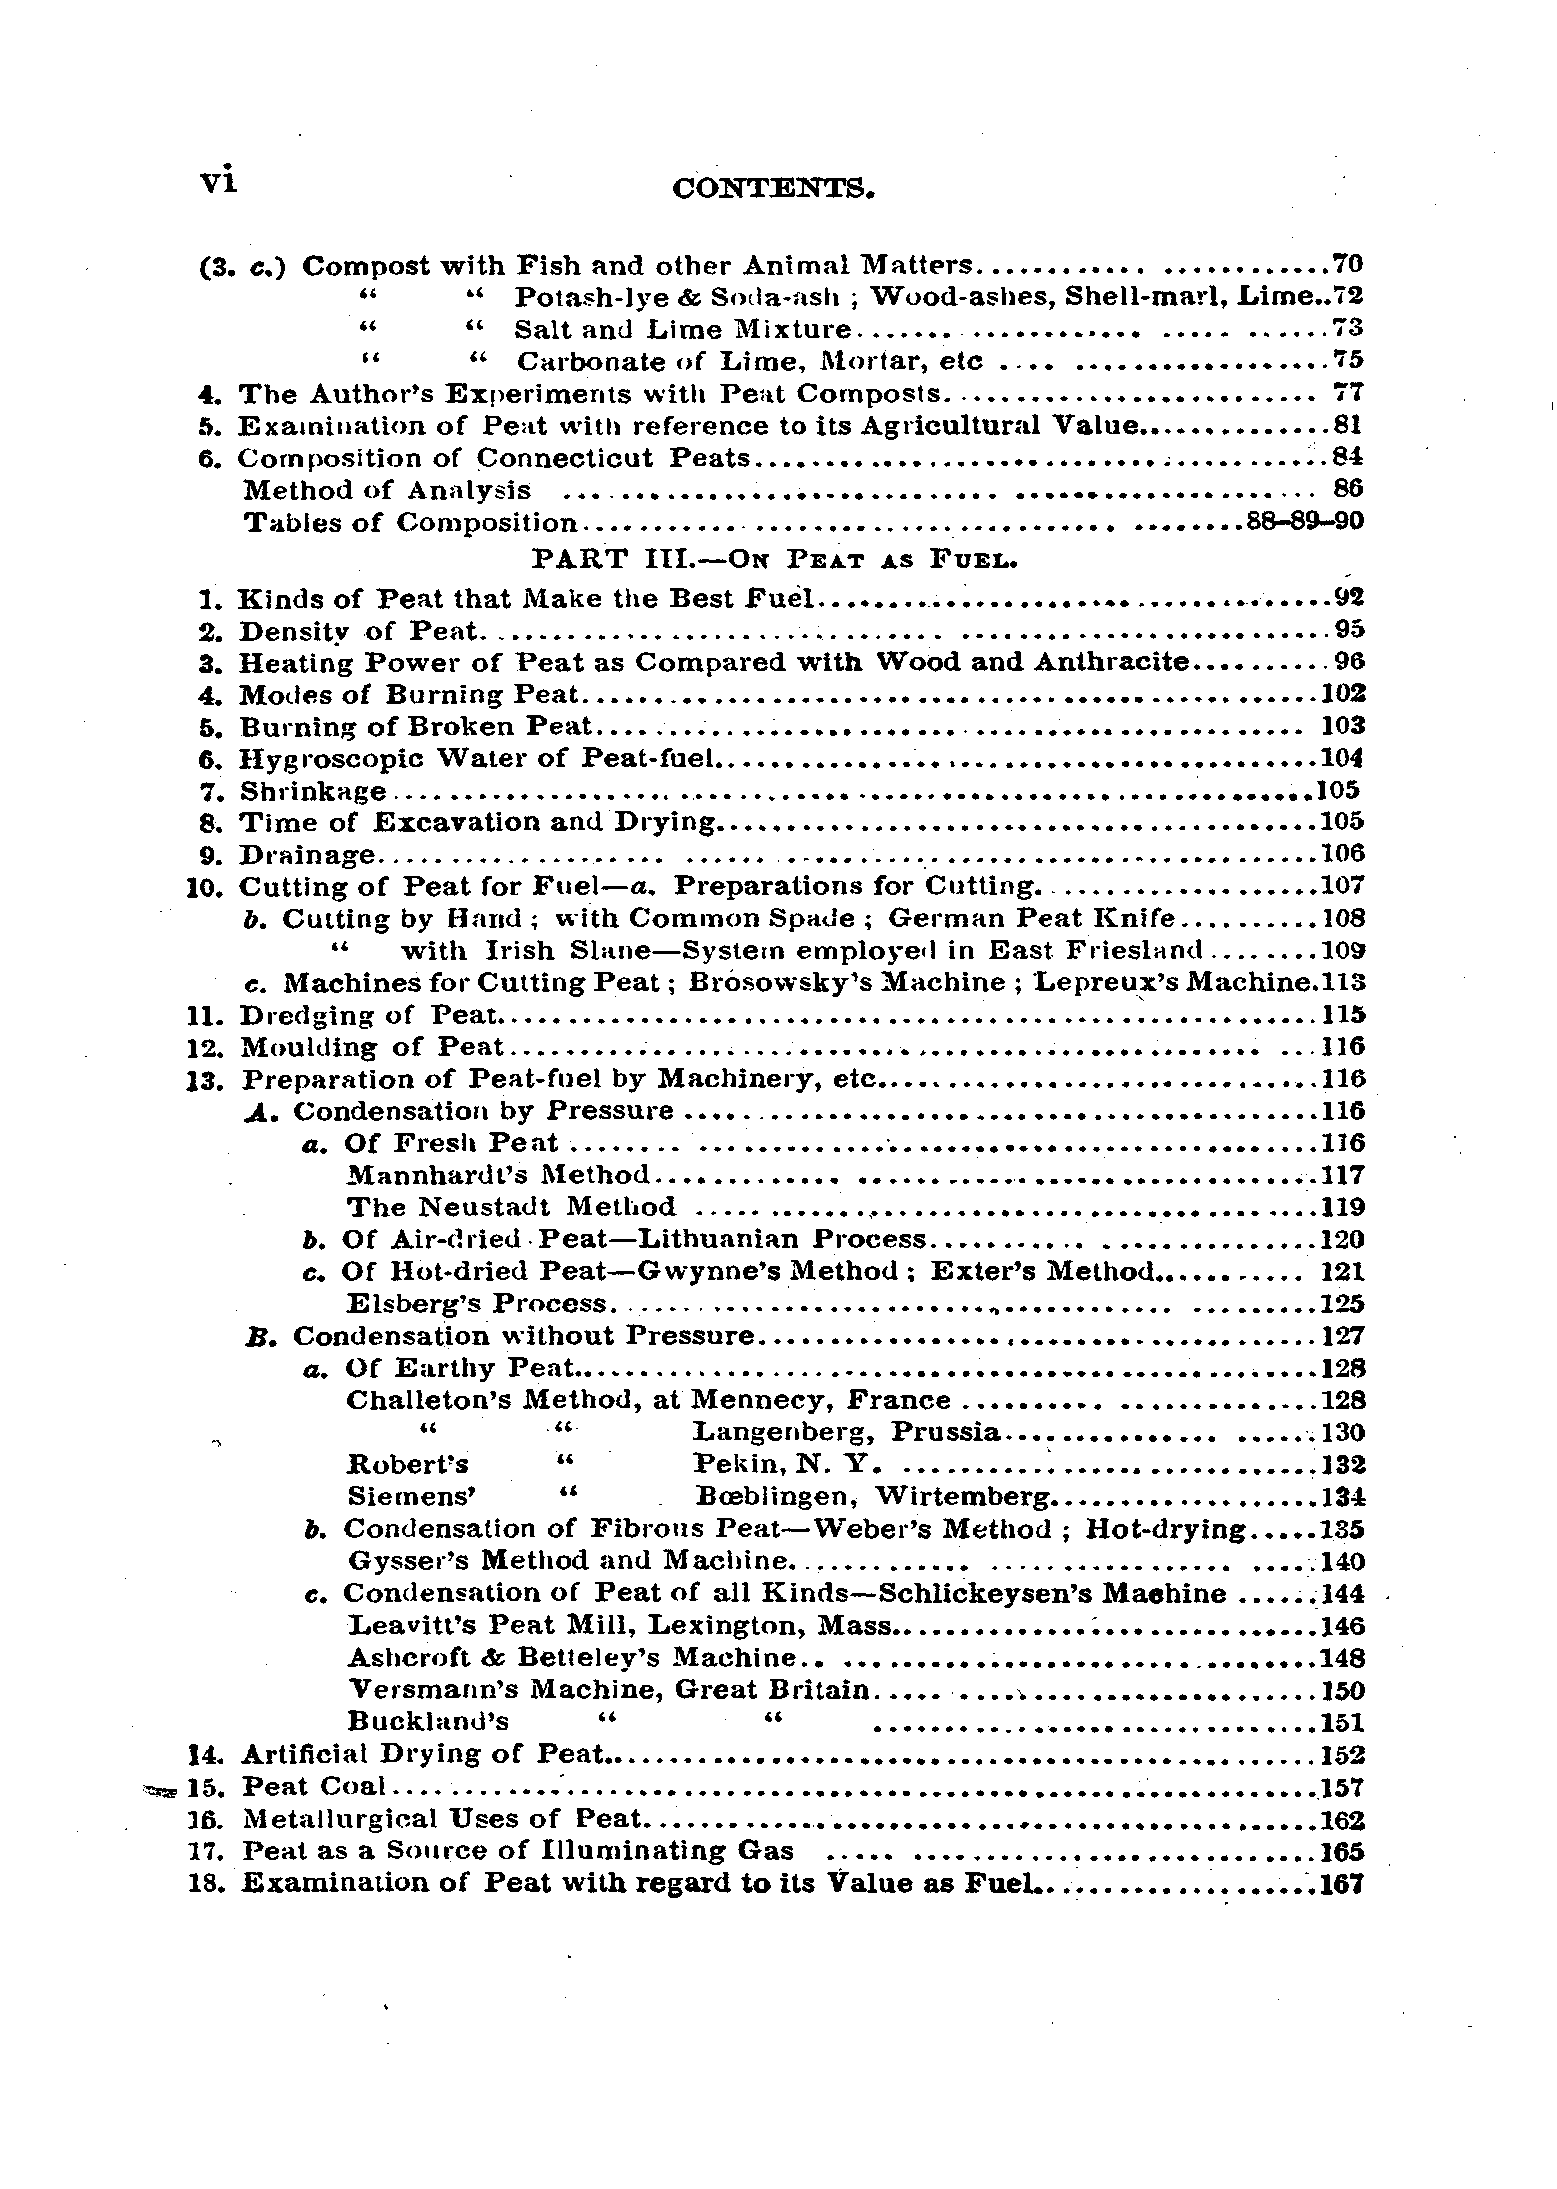 vi CONTENTS.
(3. c.) Compost with Fish and other Animal Matters........................70
“ “ Potash-lye & Soda-ash ; Wood-ashes, Shell-marl, Lime..72
“ “ Salt and Lime Mixture..............................73
“ “ Carbonate of Lime, Mortar, etc ......................75
4. The Author's Experiments with Peat Composts.......................... 77
5. Examination of Peat with reference to its Agricultural Value..............81
6. Composition of Connecticut Peats........................................84
Method of Analysis .................................................... 86
Tables of Composition.............................................88-89-90
PART III.—ON PEAT AS FUEL.
1. Kinds of Peat that Make the Best Fuel...................................92
2. Density of Peat.........................................................95
3. Heating Power of Peat as Compared with Wood and Anthracite..........96
4. Modes of Burning Peat..................................................102
5. Burning of Broken Peat................................................. 103
6. Hygroscopic Water of Peat-fuel.........................................104
7. Shrinkage...............................................................105
8. Time of Excavation and Drying.........................................105
9. Drainage................................................................106
10. Cutting of Peat for Fuel—a. Preparations for Cutting...................107
b. Cutting by Hand ; with Common Spade ; German Peat Knife..........108
“ with Irish Slane—System employed in East Friesland........109
c. Machines for Cutting Peat ; Brosowsky's Machine ; Lepreux's Machine.113
11. Dredging of Peat........................................................115
12. Moulding of Peat.......................................................116
13. Preparation of Peat-fuel by Machinery, etc..............................116
A. Condensation by Pressure ............................................116
a. Of Fresh Peat ....................................................116
Mannhardt's Method..............................................117
The Neustadt Method ............................................119
b. Of Air-dried Peat—Lithuanian Process...........................120
c. Of Hot-dried Peat—Gwynne's Method ; Exter's Method........... 121
Elsberg's Process.................................................125
B. Condensation without Pressure.......................................127
a. Of Earthy Peat...................................................128
Challeton's Method, at Mennecy, France ........................128
“ “ Langenberg, Prussia.....................130
Robert's “ Pekin, N. Y. .............................132
Siemens' “ Bœblingen, Wirtemberg...................134
b. Condensation of Fibrous Peat—Weber's Method ; Hot-drying.....135
Gysser's Method and Machine....................................140
c. Condensation of Peat of all Kinds—Schlickeysen's Machine ......144
Leavitt's Peat Mill, Lexington, Mass..............................146
Ashcroft & Betteley's Machine....................................148
Versmann's Machine, Great Britain...............................150
Buckland's “ “ ...............................151
14. Artificial Drying of Peat.................................................152
15. Peat Coal................................................................157
16. Metallurgical Uses of Peat...............................................162
17. Peat as a Source of Illuminating Gas .................................165
18. Examination of Peat with regard to its Value as Fuel...................167